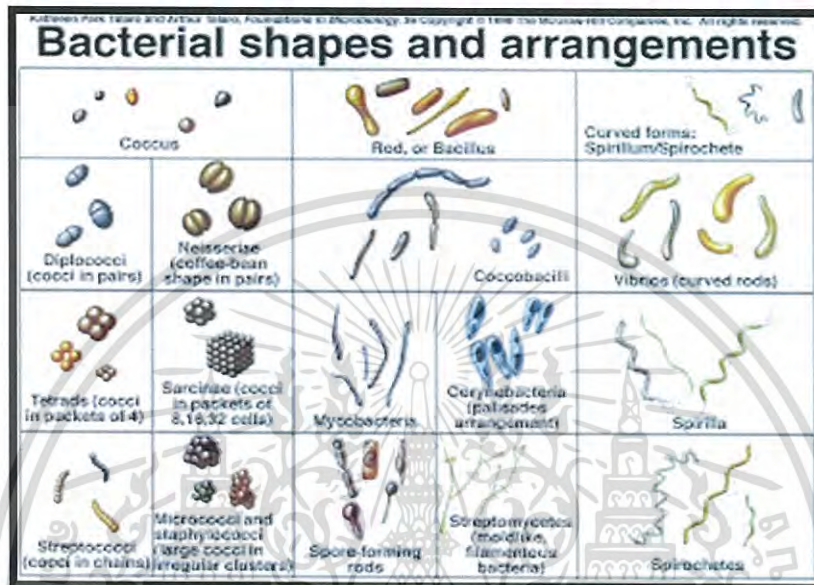 Kathleen Park Talaro and Arthur Talaro, Foundations in Microbiology, 3e Copyright © 1999 The McGraw-Hill Companies, Inc. All rights reserved.
Bacterial shapes and arrangements
Coccus
Rod, or Bacillus
Curved forms:
Spirillum/Spirochete
Diplococci
(cocci in pairs)
Neisseriae
(coffee-bean
shape in pairs)
Coccobacilli
Vibrios (curved rods)
Tetrads (cocci
in packets of 4)
Sarcinae (cocci
in packets of
8,16,32 cells)
Mycobacteria
Corynebacteria
(palisades
arrangement)
Spirilla
Streptococci
(cocci in chains)
Micrococci and
staphylococci
(large cocci in
irregular clusters)
Spore-forming
rods
Streptomycetes
(moldlike,
filamentous
bacteria)
Spirochetes